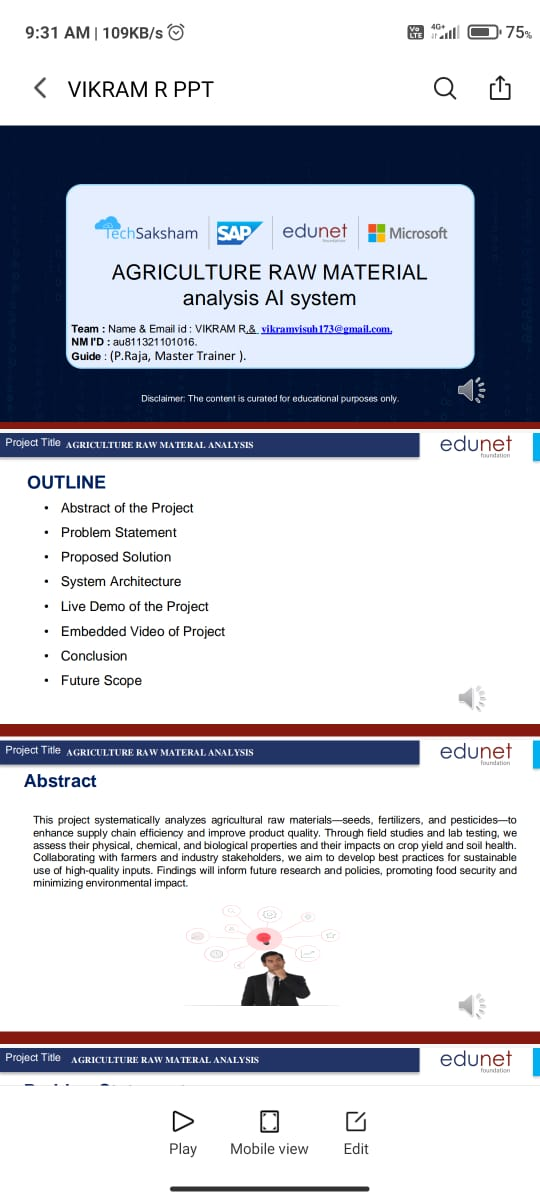 9:31 AM | 109KB/s
Vo LTE 4G+ 75%
VIKRAM R PPT
TechSaksham SAP edunet foundation Microsoft
AGRICULTURE RAW MATERIAL
analysis AI system
Team : Name & Email id : VIKRAM R,& vikramvisuh173@gmail.com.
NM I'D : au811321101016.
Guide : (P.Raja, Master Trainer ).
Disclaimer: The content is curated for educational purposes only.
Project Title AGRICULTURE RAW MATERAL ANALYSIS edunet
foundation
OUTLINE
• Abstract of the Project
• Problem Statement
• Proposed Solution
• System Architecture
• Live Demo of the Project
• Embedded Video of Project
• Conclusion
• Future Scope
Project Title AGRICULTURE RAW MATERAL ANALYSIS edunet
foundation
Abstract
This project systematically analyzes agricultural raw materials—seeds, fertilizers, and pesticides—to
enhance supply chain efficiency and improve product quality. Through field studies and lab testing, we
assess their physical, chemical, and biological properties and their impacts on crop yield and soil health.
Collaborating with farmers and industry stakeholders, we aim to develop best practices for sustainable
use of high-quality inputs. Findings will inform future research and policies, promoting food security and
minimizing environmental impact.
Project Title AGRICULTURE RAW MATERAL ANALYSIS edunet
foundation
Play Mobile view Edit